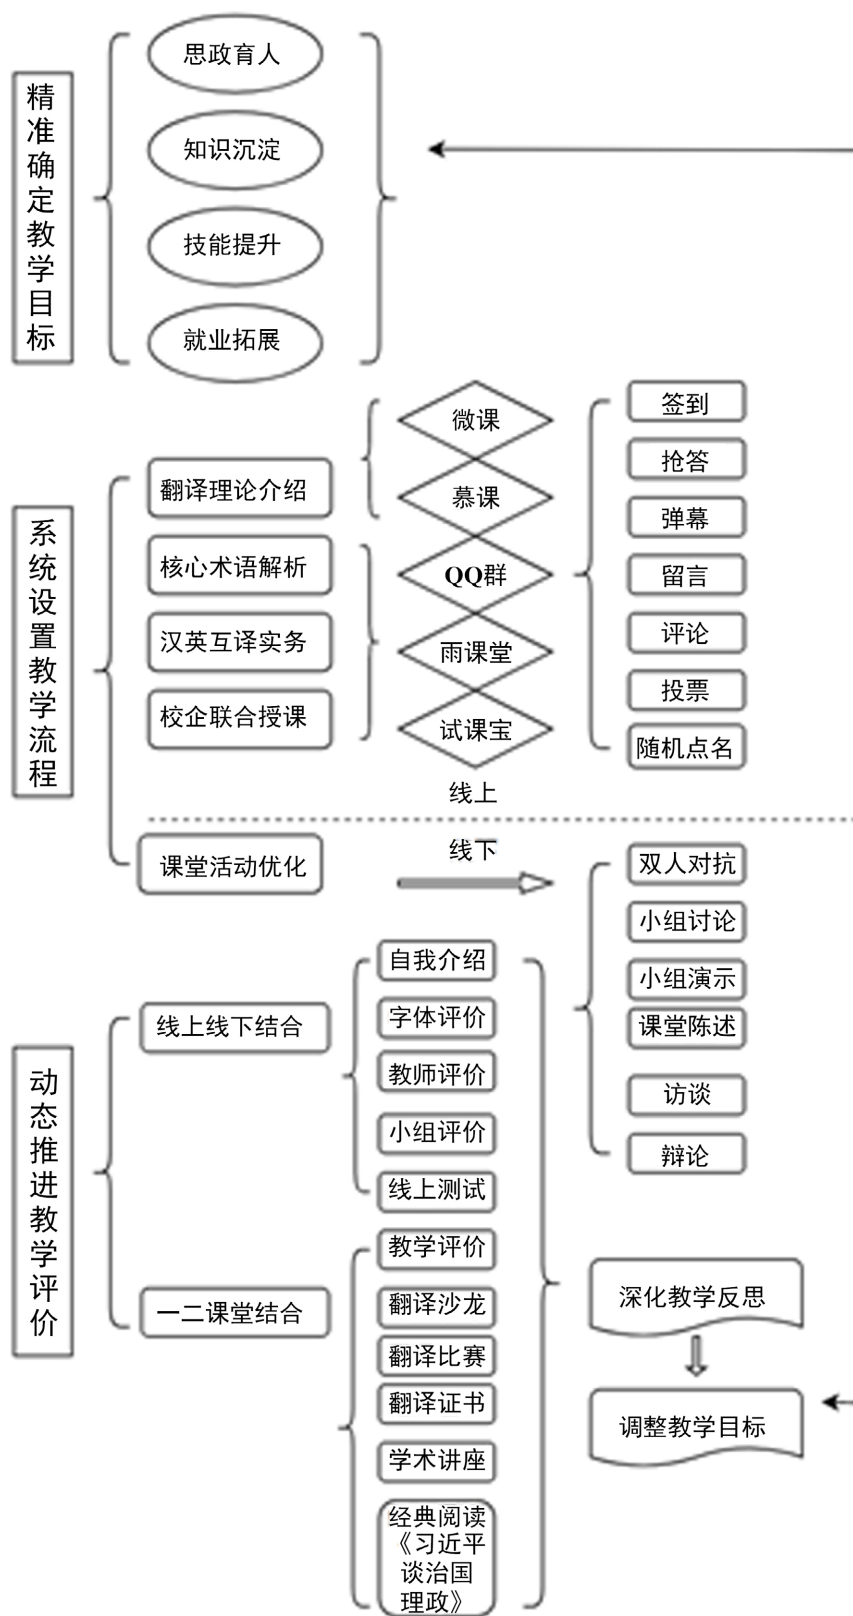 精准确定教学目标
思政育人
知识沉淀
技能提升
就业拓展
系统设置教学流程
翻译理论介绍
核心术语解析
汉英互译实务
校企联合授课
课堂活动优化
微课
慕课
QQ群
雨课堂
试课宝
线上
线下
签到
抢答
弹幕
留言
评论
投票
随机点名
双人对抗
小组讨论
小组演示
课堂陈述
访谈
辩论
动态推进教学评价
线上线下结合
一二课堂结合
自我介绍
字体评价
教师评价
小组评价
线上测试
教学评价
翻译沙龙
翻译比赛
翻译证书
学术讲座
经典阅读
《习近平
谈治国
理政》
深化教学反思
调整教学目标